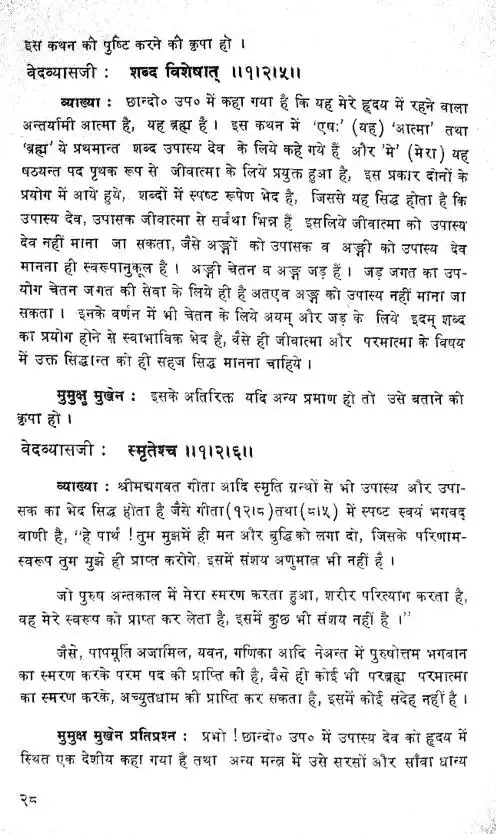 इस कथन की पुष्टि करने की कृपा हो ।
वेदव्यासजी : शब्द विशेषात् ॥१।२।५॥
व्याख्या : छान्दो० उप० में कहा गया है कि यह मेरे हृदय में रहने वाला
अन्तर्यामी आत्मा है, यह ब्रह्म है । इस कथन में 'एषः' (यह) 'आत्मा' तथा
'ब्रह्म' ये प्रथमान्त शब्द उपास्य देव के लिये कहे गये हैं और 'मे' (मेरा) यह
षठयन्त पद पृथक रूप से जीवात्मा के लिये प्रयुक्त हुआ है, इस प्रकार दोनों के
प्रयोग में आये हुये, शब्दों में स्पष्ट रूपेण भेद है, जिससे यह सिद्ध होता है कि
उपास्य देव, उपासक जीवात्मा से सर्वथा भिन्न हैं इसलिये जीवात्मा को उपास्य
देव नहीं माना जा सकता, जैसे अङ्गों को उपासक व अङ्गी को उपास्य देव
मानना ही स्वरूपानुकूल है । अङ्गी चेतन व अङ्ग जड़ हैं । जड़ जगत का उप-
योग चेतन जगत की सेवा के लिये ही है अतएव अङ्ग को उपास्य नहीं माना जा
सकता । इनके वर्णन में भी चेतन के लिये अयम् और जड़ के लिये इदम् शब्द
का प्रयोग होने से स्वाभाविक भेद है, वैसे ही जीवात्मा और परमात्मा के विषय
में उक्त सिद्धान्त को ही सहज सिद्ध मानना चाहिये ।
मुमुक्षु मुखेन : इसके अतिरिक्त यदि अन्य प्रमाण हो तो उसे बताने की
कृपा हो ।
वेदव्यासजी : स्मृतेश्च ॥१।२।६॥
व्याख्या : श्रीमद्भगवत गीता आदि स्मृति ग्रन्थों से भी उपास्य और उपा-
सक का भेद सिद्ध होता है जैसे गीता(१२।८)तथा(८।५) में स्पष्ट स्वयं भगवद्
वाणी है, "हे पार्थ ! तुम मुझमें ही मन और बुद्धि को लगा दो, जिसके परिणाम-
स्वरूप तुम मुझे ही प्राप्त करोगे, इसमें संशय अणुमात्र भी नहीं है ।
जो पुरुष अन्तकाल में मेरा स्मरण करता हुआ, शरीर परित्याग करता है,
वह मेरे स्वरूप को प्राप्त कर लेता है, इसमें कुछ भी संशय नहीं है ।"
जैसे, पापमूर्ति अजामिल, यवन, गणिका आदि नेअन्त में पुरुषोत्तम भगवान
का स्मरण करके परम पद की प्राप्ति की है, वैसे ही कोई भी परब्रह्म परमात्मा
का स्मरण करके, अच्युतधाम की प्राप्ति कर सकता है, इसमें कोई संदेह नहीं है ।
मुमुक्ष मुखेन प्रतिप्रश्न : प्रभो ! छान्दो० उप० में उपास्य देव को हृदय में
स्थित एक देशीय कहा गया है तथा अन्य मन्त्र में उसे सरसों और साँवा धान्य
२८